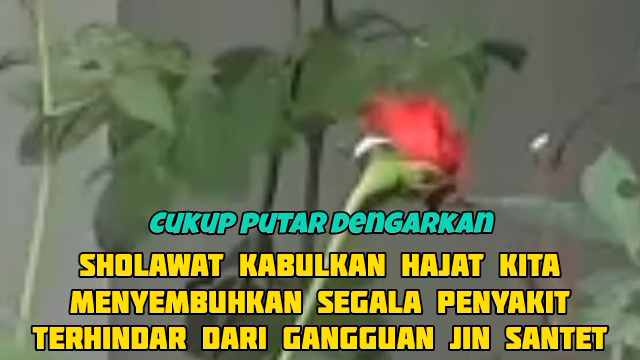 CUKUP PUTAR DENGARKAN
SHOLAWAT KABULKAN HAJAT KITA
MENYEMBUHKAN SEGALA PENYAKIT
TERHINDAR DARI GANGGUAN JIN SANTET